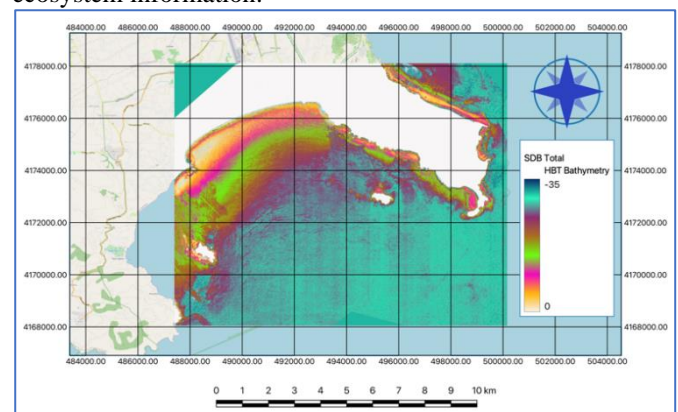 ecosystem information.
484000.00 486000.00 488000.00 490000.00 492000.00 494000.00 496000.00 498000.00 500000.00 502000.00 504000.00
4178000.00 4178000.00
4176000.00 4176000.00
4174000.00 4174000.00
SDB Total
HBT Bathymetry
-35
4172000.00 4172000.00
4170000.00 4170000.00
0
4168000.00 4168000.00
484000.00 486000.00 488000.00 490000.00 492000.00 494000.00 496000.00 498000.00 500000.00 502000.00 504000.00
0 1 2 3 4 5 6 7 8 9 10 km